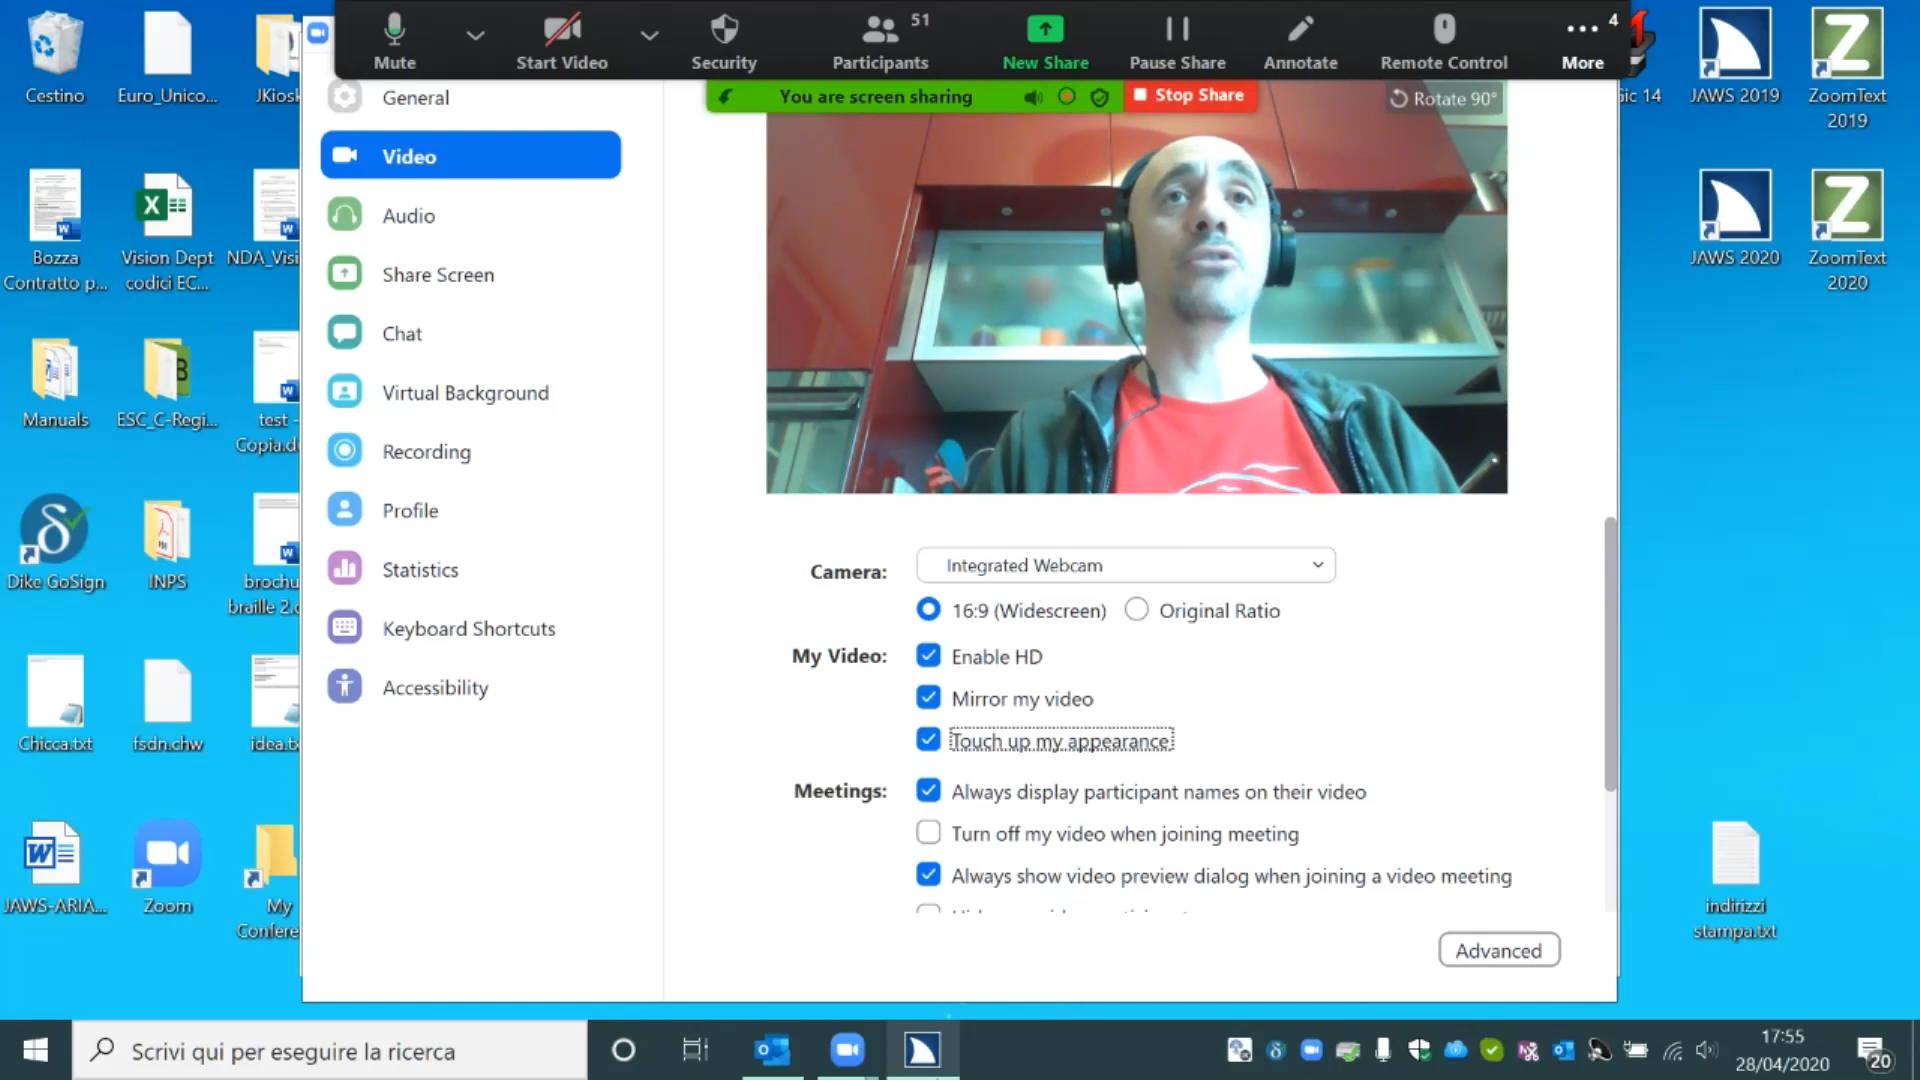 Mute
Start Video
Security
Participants
51
New Share
Pause Share
Annotate
Remote Control
More
4
You are screen sharing
Stop Share
Rotate 90°
Cestino
Euro_Unico...
JKiosk
ic 14
JAWS 2019
ZoomText
2019
Bozza
Contratto p...
Vision Dept
codici EC...
NDA_Visi
JAWS 2020
ZoomText
2020
Manuals
ESC_C-Regi...
test -
Copia.d
Dike GoSign
INPS
brochu
braille 2.
Chicca.txt
fsdn.chw
idea.tx
JAWS-ARIA...
Zoom
My
Confere
indirizzi
stampa.txt
General
Video
Audio
Share Screen
Chat
Virtual Background
Recording
Profile
Statistics
Keyboard Shortcuts
Accessibility
Camera:
Integrated Webcam
16:9 (Widescreen)
Original Ratio
My Video:
Enable HD
Mirror my video
Touch up my appearance
Meetings:
Always display participant names on their video
Turn off my video when joining meeting
Always show video preview dialog when joining a video meeting
Advanced
Scrivi qui per eseguire la ricerca
17:55
28/04/2020
20